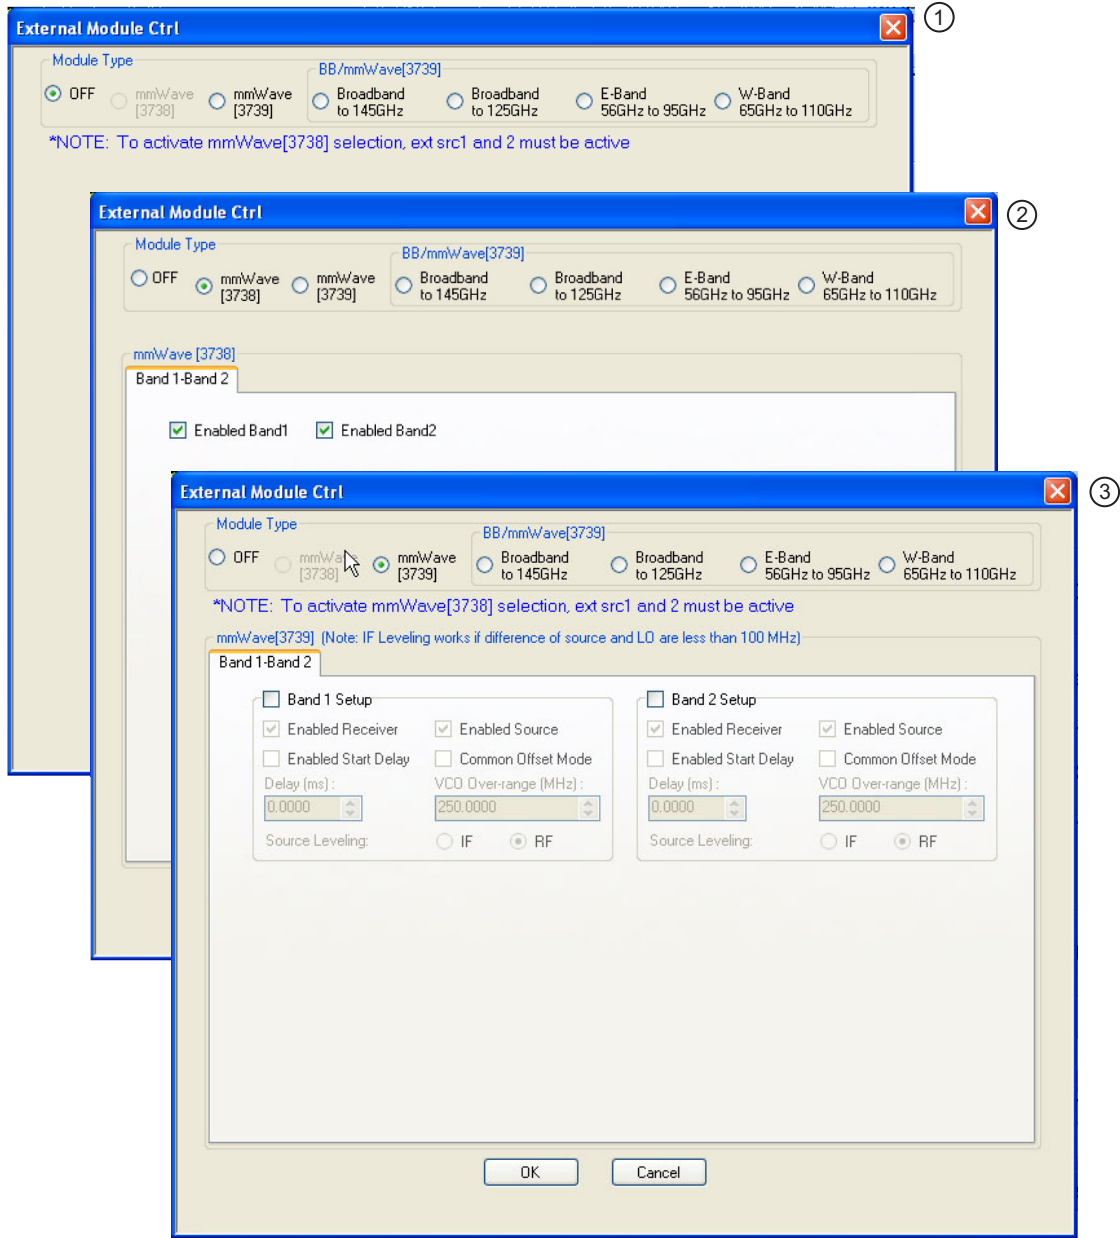 External Module Ctrl
1
Module Type
BB/mmWave[3739]
OFF
mmWave [3738]
mmWave [3739]
Broadband to 145GHz
Broadband to 125GHz
E-Band 56GHz to 95GHz
W-Band 65GHz to 110GHz
*NOTE: To activate mmWave[3738] selection, ext src1 and 2 must be active
External Module Ctrl
2
Module Type
BB/mmWave[3739]
OFF
mmWave [3738]
mmWave [3739]
Broadband to 145GHz
Broadband to 125GHz
E-Band 56GHz to 95GHz
W-Band 65GHz to 110GHz
mmWave [3738]
Band 1-Band 2
Enabled Band1
Enabled Band2
External Module Ctrl
3
Module Type
BB/mmWave[3739]
OFF
mmWave [3738]
mmWave [3739]
Broadband to 145GHz
Broadband to 125GHz
E-Band 56GHz to 95GHz
W-Band 65GHz to 110GHz
*NOTE: To activate mmWave[3738] selection, ext src1 and 2 must be active
mmWave[3739] (Note: IF Leveling works if difference of source and LO are less than 100 MHz)
Band 1-Band 2
Band 1 Setup
Enabled Receiver
Enabled Source
Enabled Start Delay
Common Offset Mode
Delay (ms) :
VCO Over-range (MHz) :
0.0000
250.0000
Source Leveling:
IF
RF
Band 2 Setup
Enabled Receiver
Enabled Source
Enabled Start Delay
Common Offset Mode
Delay (ms) :
VCO Over-range (MHz) :
0.0000
250.0000
Source Leveling:
IF
RF
OK
Cancel